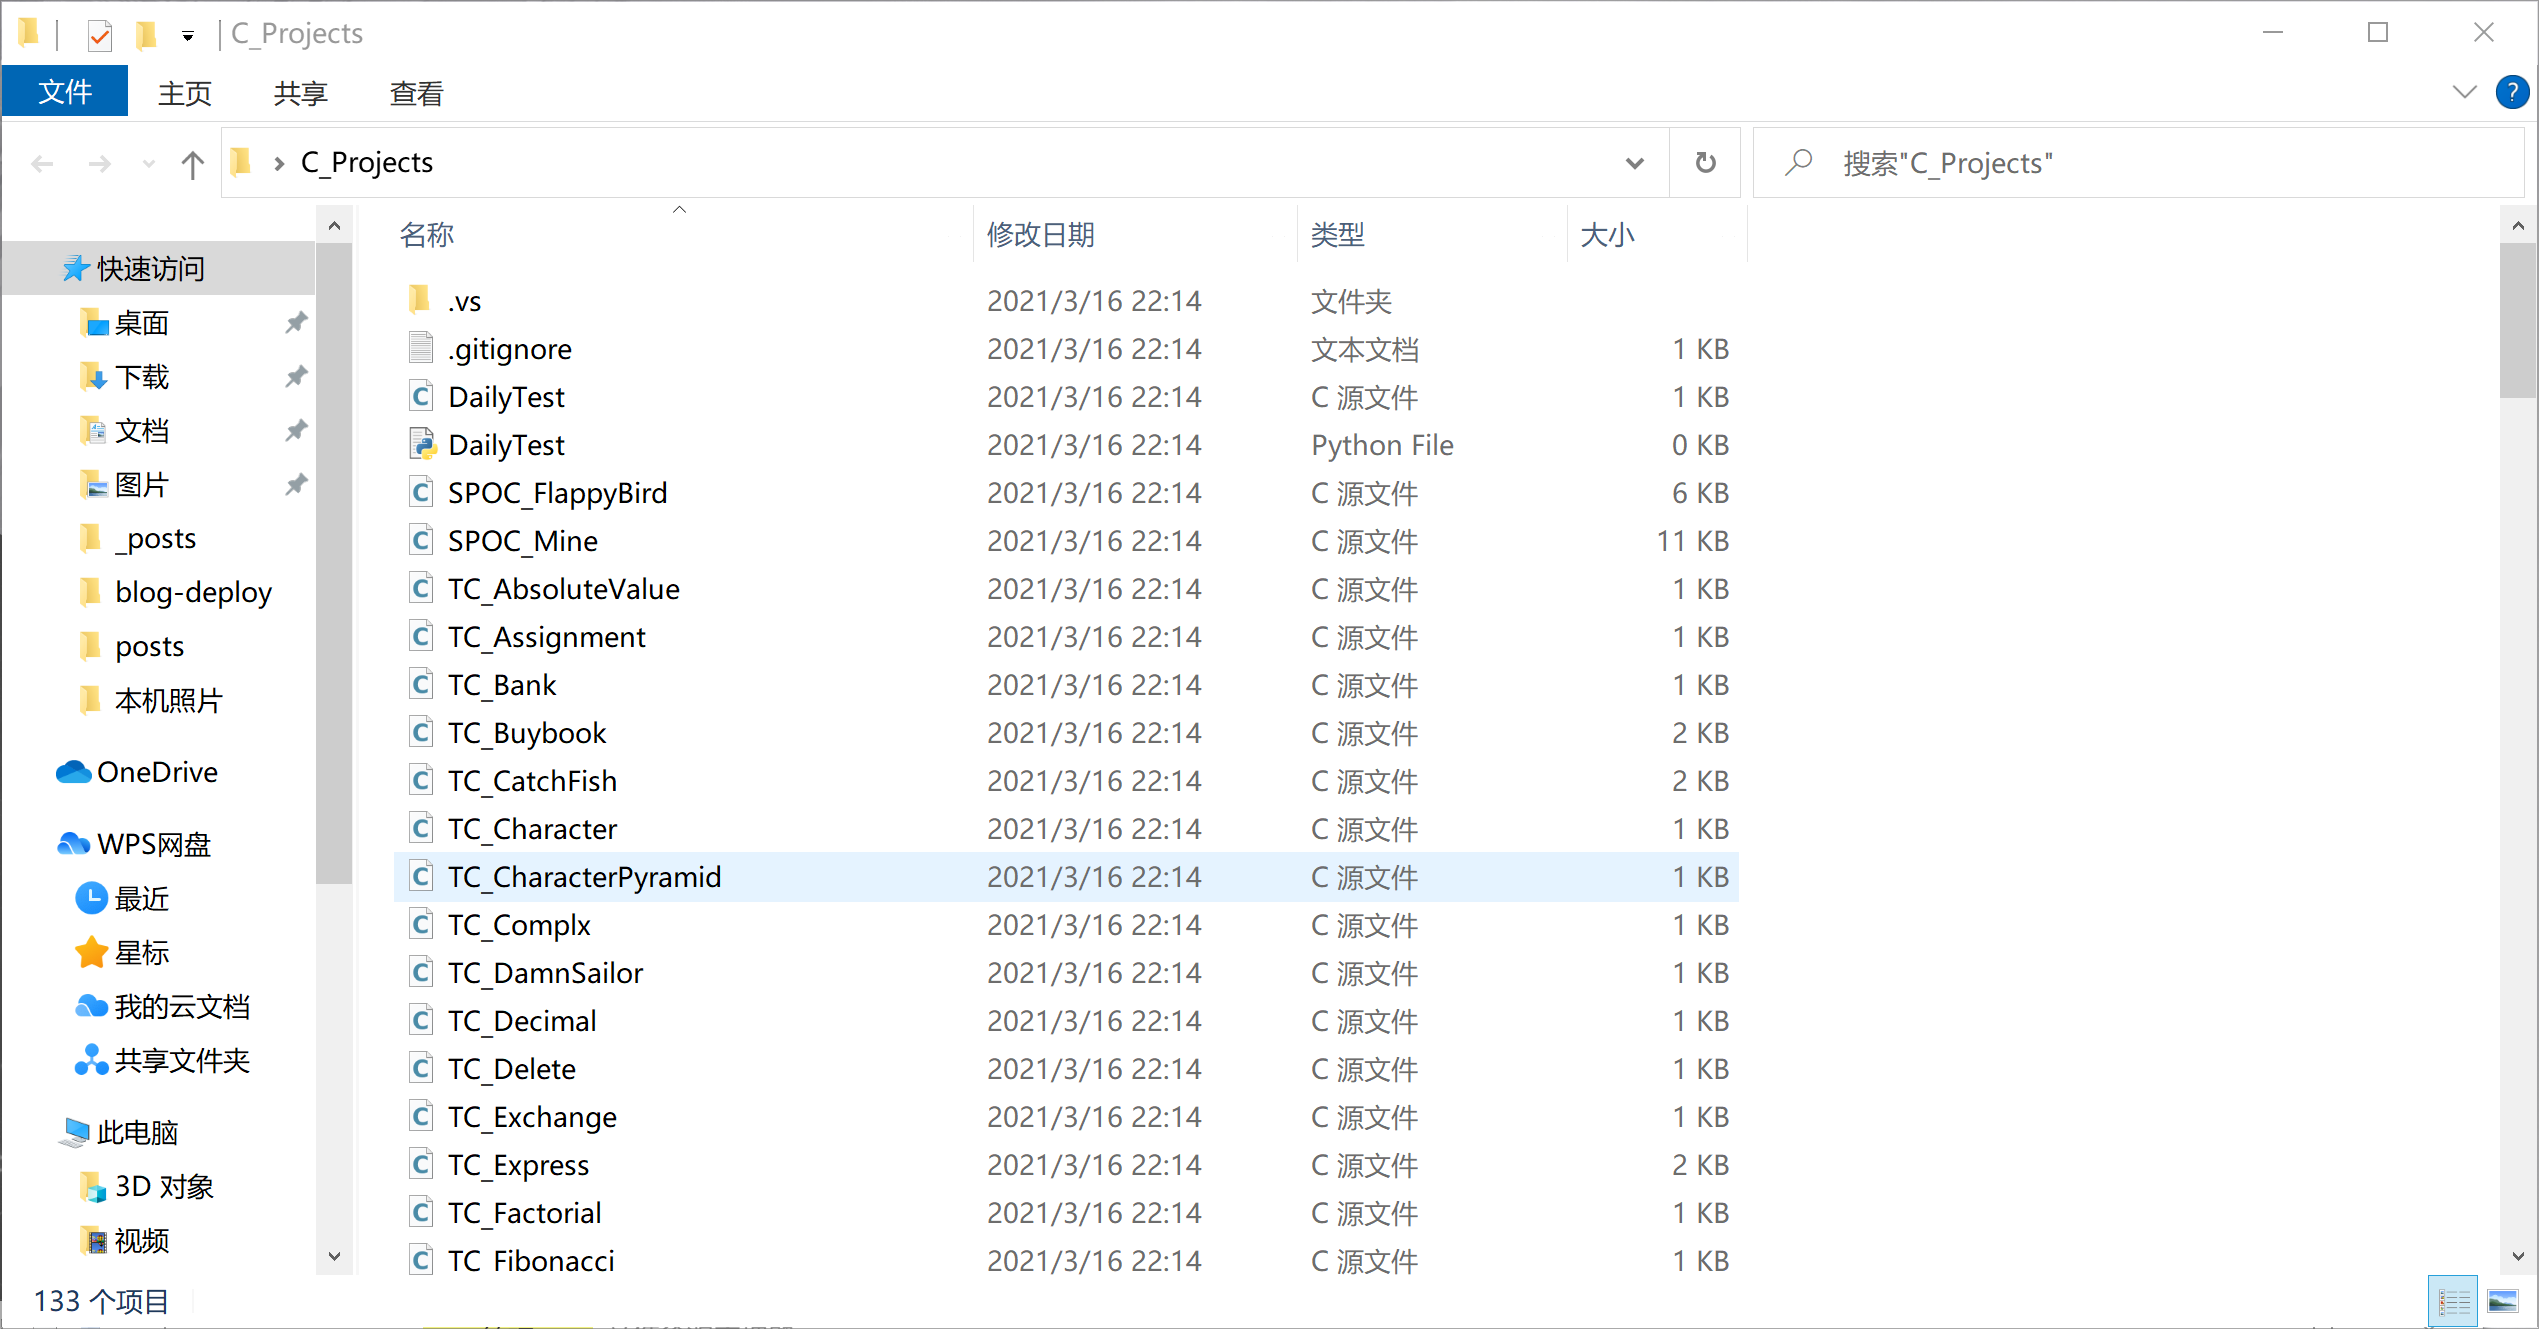 C_Projects
文件 主页 共享 查看
C_Projects
搜索"C_Projects"
快速访问
桌面
下载
文档
图片
_posts
blog-deploy
posts
本机照片
OneDrive
WPS网盘
最近
星标
我的云文档
共享文件夹
此电脑
3D 对象
视频
名称 修改日期 类型 大小
.vs 2021/3/16 22:14 文件夹
.gitignore 2021/3/16 22:14 文本文档 1 KB
DailyTest 2021/3/16 22:14 C 源文件 1 KB
DailyTest 2021/3/16 22:14 Python File 0 KB
SPOC_FlappyBird 2021/3/16 22:14 C 源文件 6 KB
SPOC_Mine 2021/3/16 22:14 C 源文件 11 KB
TC_AbsoluteValue 2021/3/16 22:14 C 源文件 1 KB
TC_Assignment 2021/3/16 22:14 C 源文件 1 KB
TC_Bank 2021/3/16 22:14 C 源文件 1 KB
TC_Buybook 2021/3/16 22:14 C 源文件 2 KB
TC_CatchFish 2021/3/16 22:14 C 源文件 2 KB
TC_Character 2021/3/16 22:14 C 源文件 1 KB
TC_CharacterPyramid 2021/3/16 22:14 C 源文件 1 KB
TC_Complx 2021/3/16 22:14 C 源文件 1 KB
TC_DamnSailor 2021/3/16 22:14 C 源文件 1 KB
TC_Decimal 2021/3/16 22:14 C 源文件 1 KB
TC_Delete 2021/3/16 22:14 C 源文件 1 KB
TC_Exchange 2021/3/16 22:14 C 源文件 1 KB
TC_Express 2021/3/16 22:14 C 源文件 2 KB
TC_Factorial 2021/3/16 22:14 C 源文件 1 KB
TC_Fibonacci 2021/3/16 22:14 C 源文件 1 KB
133 个项目